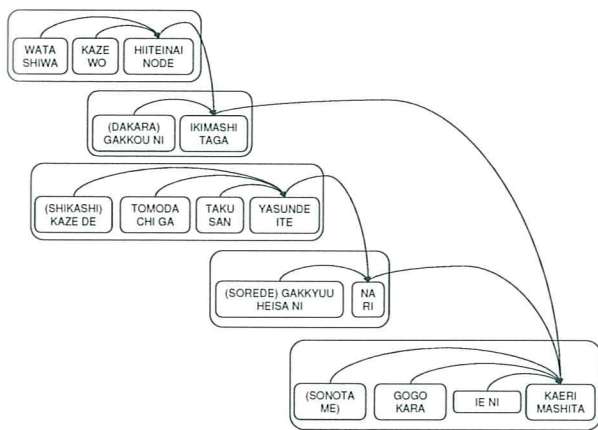 WATA
SHIWA
KAZE
WO
HIITEINAI
NODE
(DAKARA)
GAKKOU NI
IKIMASHI
TAGA
(SHIKASHI)
KAZE DE
TOMODA
CHI GA
TAKU
SAN
YASUNDE
ITE
(SOREDE) GAKKYUU
HEISA NI
NA
RI
(SONOTA
ME)
GOGO
KARA
IE NI
KAERI
MASHITA